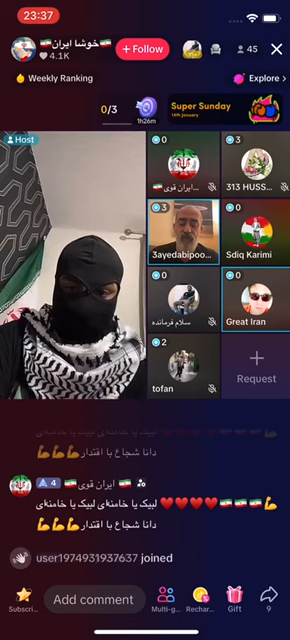 23:37
خوشا ایران
4.1K
+ Follow
45
Weekly Ranking
Explore >
0/3
1h26m
Super Sunday
14th January
Host
0
ایران قوی...
3
313 HUSS...
3
3ayedabipoo...
0
Sdiq Karimi
0
سلام فرمانده
0
Great Iran
2
tofan
Request
لبیک یا خامنه‌ای لبیک یا خامنه‌ای
دانا شجاع با اقتدار
4 ایران قوی
لبیک یا خامنه‌ای لبیک یا خامنه‌ای
دانا شجاع با اقتدار
user1974931937637 joined
Subscri...
Add comment
Multi-g...
Rechar...
Gift
9